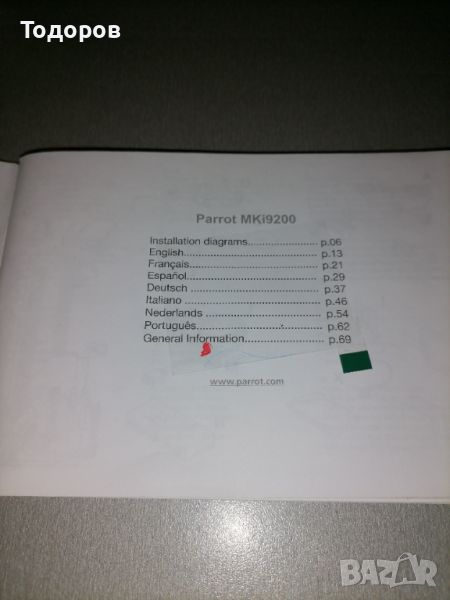 Тодоров
Parrot MKi9200
Installation diagrams.................... p.06
English....................................... p.13
Français..................................... p.21
Español...................................... p.29
Deutsch ..................................... p.37
Italiano ....................................... p.46
Nederlands ................................ p.54
Português................................... p.62
General Information..................... p.69
www.parrot.com
BAZAR